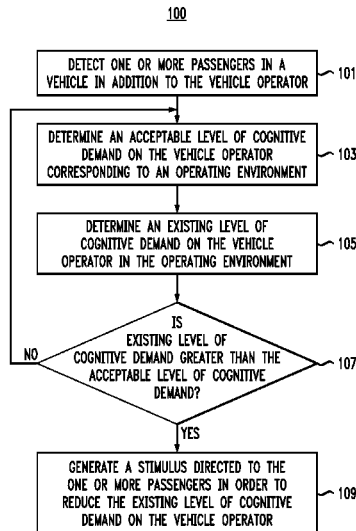 100
DETECT ONE OR MORE PASSENGERS IN A
VEHICLE IN ADDITION TO THE VEHICLE OPERATOR
101
DETERMINE AN ACCEPTABLE LEVEL OF COGNITIVE
DEMAND ON THE VEHICLE OPERATOR
CORRESPONDING TO AN OPERATING ENVIRONMENT
103
DETERMINE AN EXISTING LEVEL OF
COGNITIVE DEMAND ON THE VEHICLE
OPERATOR IN THE OPERATING ENVIRONMENT
105
IS
EXISTING LEVEL OF
COGNITIVE DEMAND GREATER THAN THE
ACCEPTABLE LEVEL OF COGNITIVE
DEMAND?
107
NO
YES
GENERATE A STIMULUS DIRECTED TO THE
ONE OR MORE PASSENGERS IN ORDER TO
REDUCE THE EXISTING LEVEL OF COGNITIVE
DEMAND ON THE VEHICLE OPERATOR
109